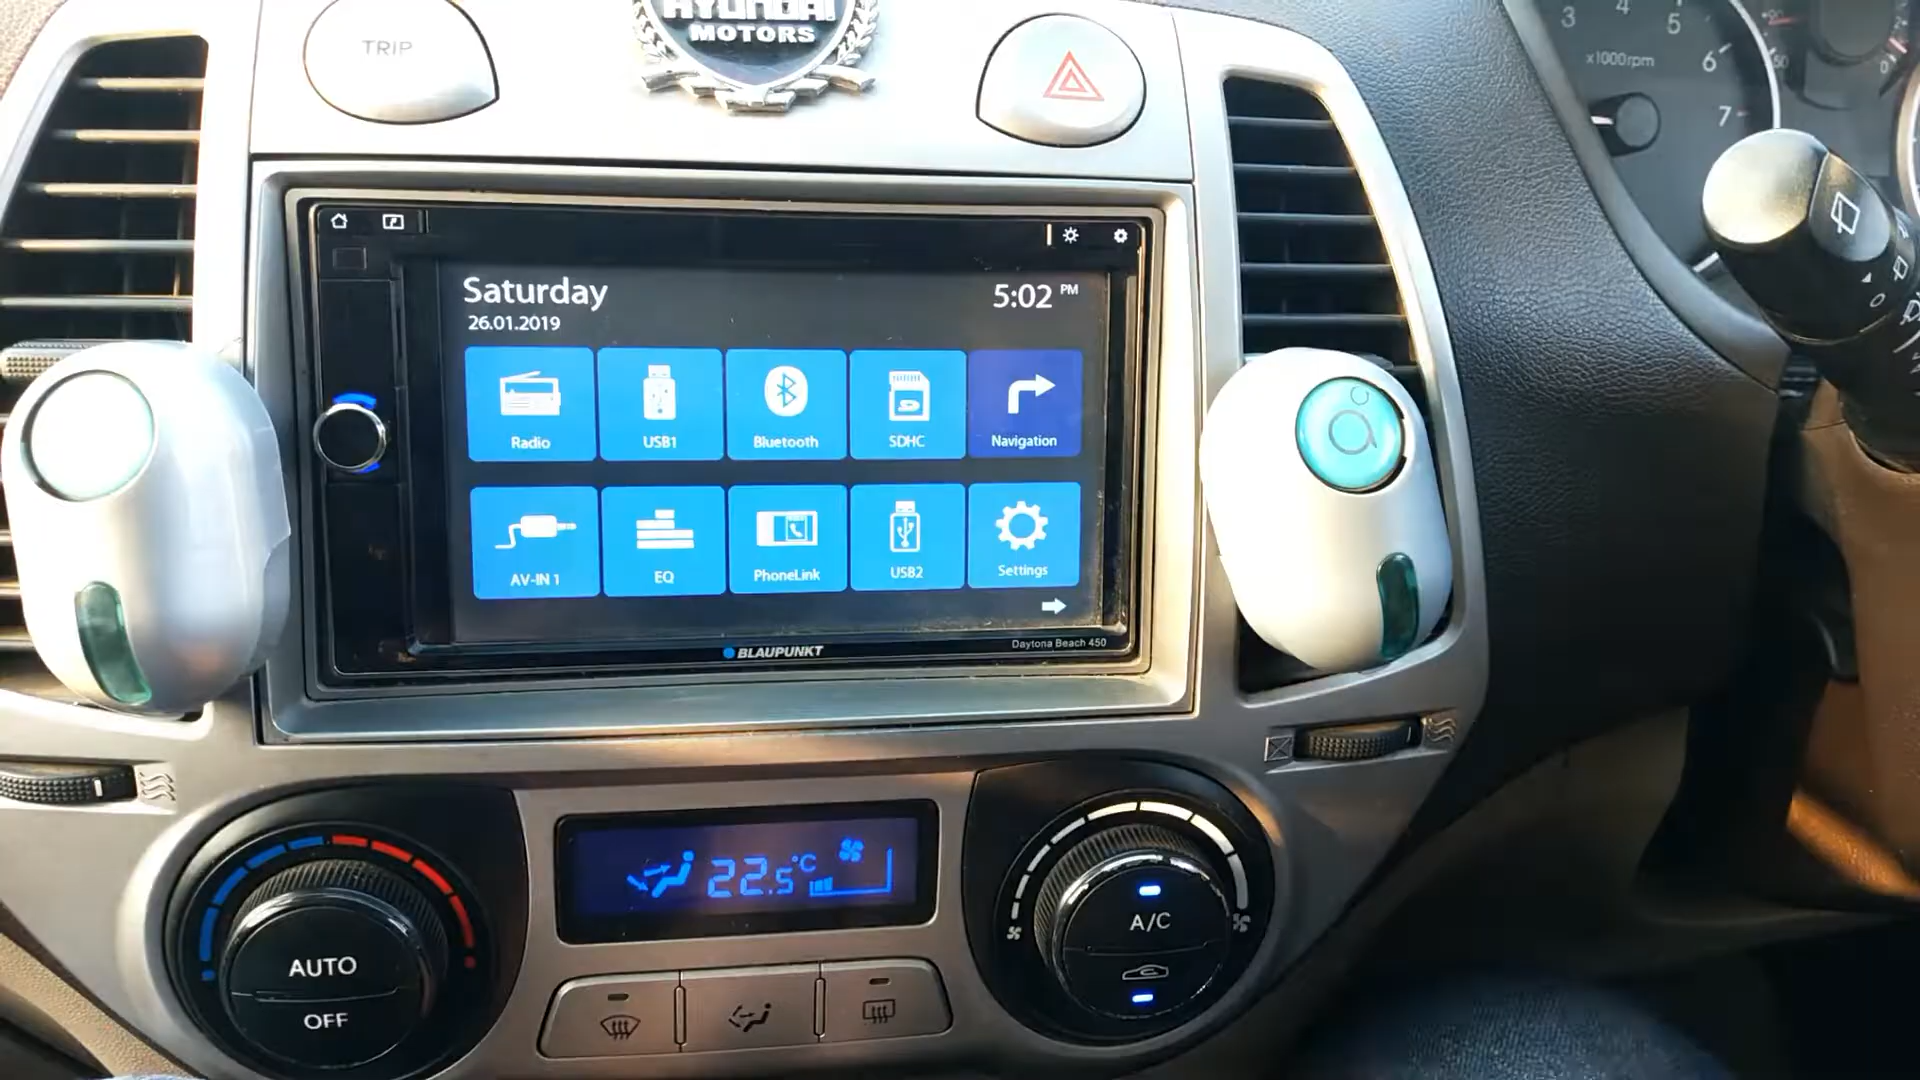 TRIP
HYUNDAI
MOTORS
3 4 5 6 7
x1000rpm
Saturday
26.01.2019
5:02 PM
Radio
USB1
Bluetooth
SDHC
Navigation
AV-IN 1
EQ
PhoneLink
USB2
Settings
BLAUPUNKT
Daytona Beach 450
22.5°C
AUTO
OFF
A/C